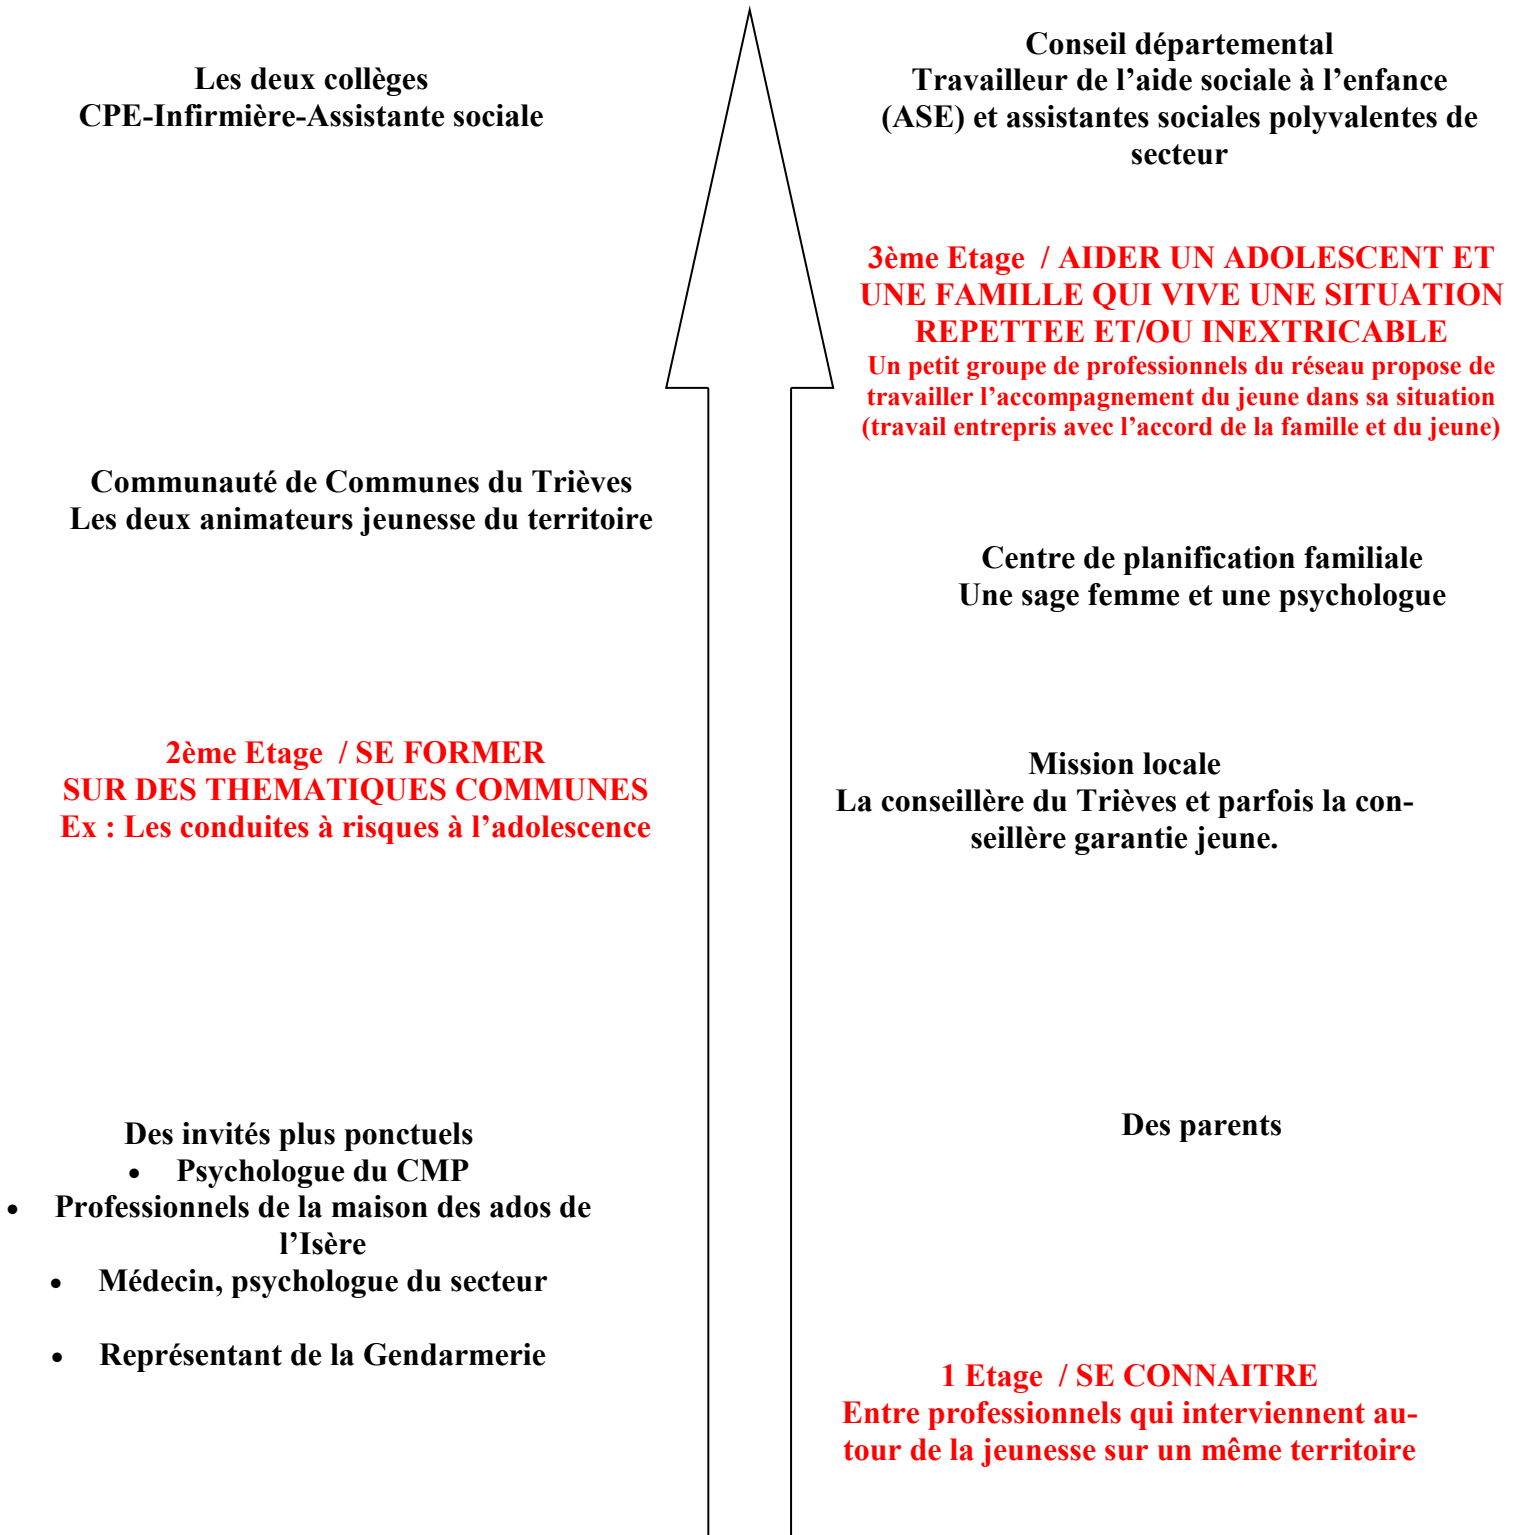 Les deux collèges
CPE-Infirmière-Assistante sociale
Conseil départemental
Travailleur de l’aide sociale à l’enfance
(ASE) et assistantes sociales polyvalentes de
secteur
3ème Etage / AIDER UN ADOLESCENT ET
UNE FAMILLE QUI VIVE UNE SITUATION
REPETTEE ET/OU INEXTRICABLE
Un petit groupe de professionnels du réseau propose de
travailler l’accompagnement du jeune dans sa situation
(travail entrepris avec l’accord de la famille et du jeune)
Communauté de Communes du Trièves
Les deux animateurs jeunesse du territoire
Centre de planification familiale
Une sage femme et une psychologue
2ème Etage / SE FORMER
SUR DES THEMATIQUES COMMUNES
Ex : Les conduites à risques à l’adolescence
Mission locale
La conseillère du Trièves et parfois la con-
seillère garantie jeune.
Des invités plus ponctuels
• Psychologue du CMP
• Professionnels de la maison des ados de
l’Isère
• Médecin, psychologue du secteur
• Représentant de la Gendarmerie
Des parents
1 Etage / SE CONNAITRE
Entre professionnels qui interviennent au-
tour de la jeunesse sur un même territoire